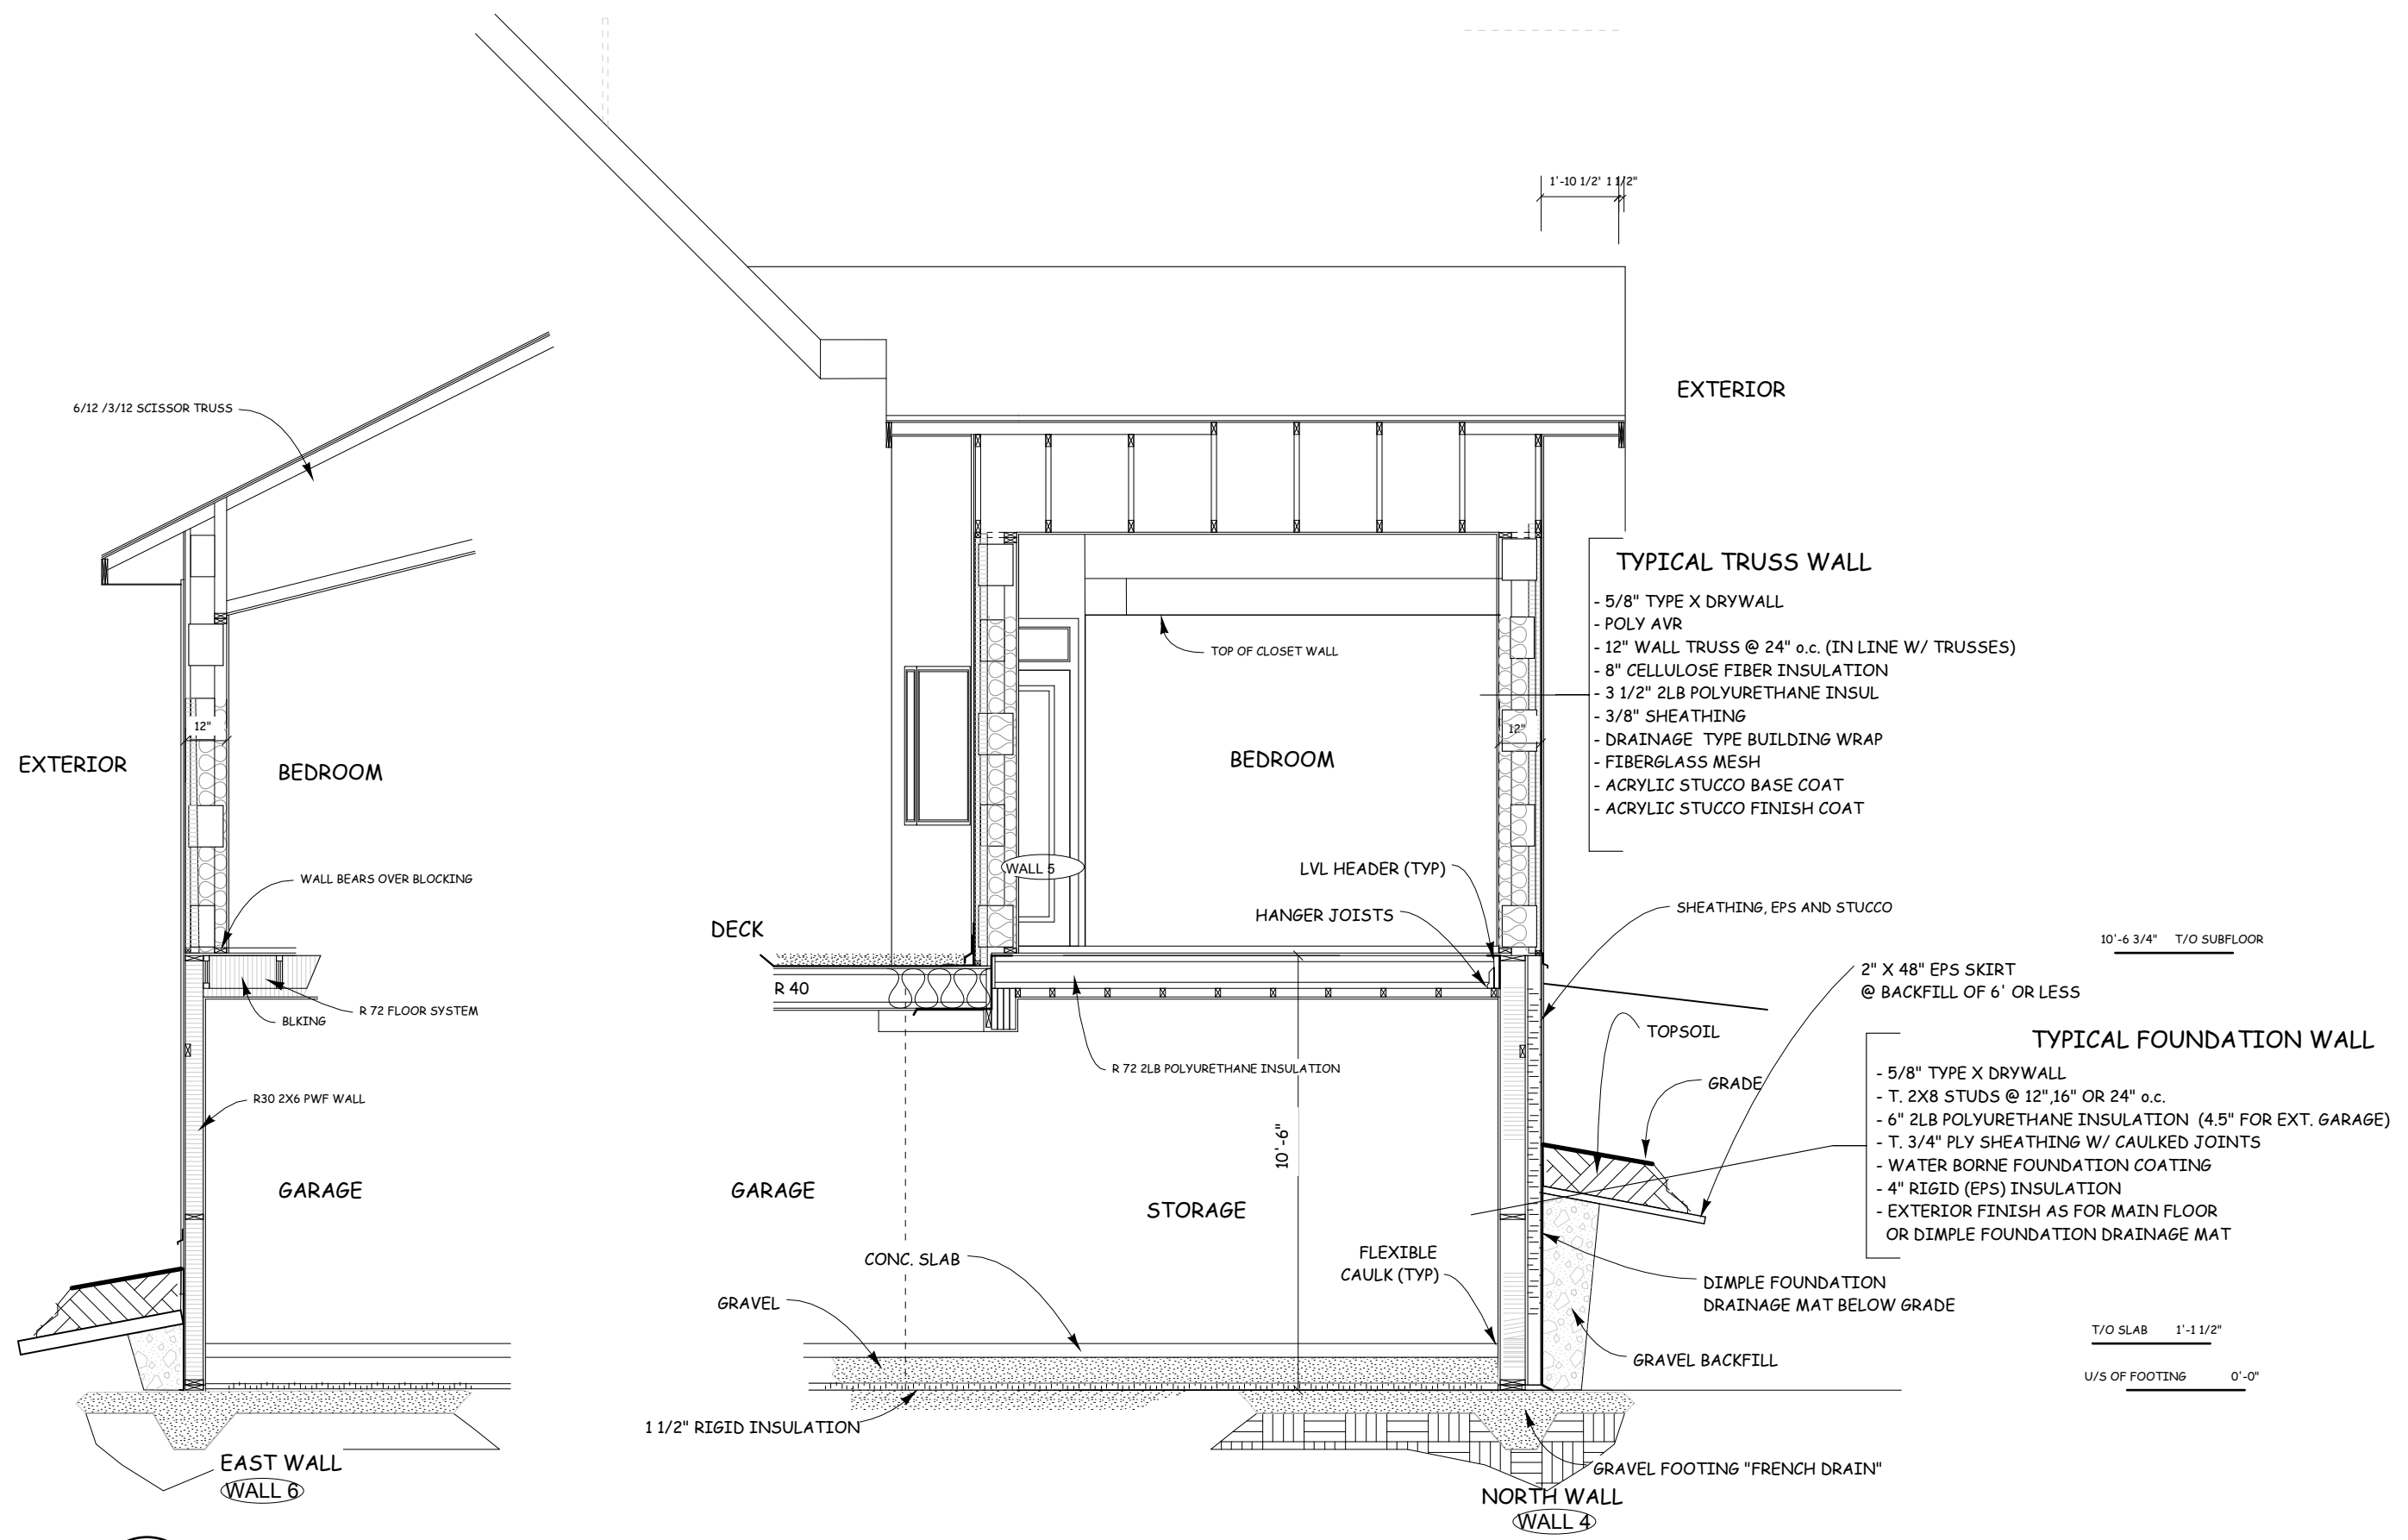 1'-10 1/2' 1 1/2"
EXTERIOR
6/12 /3/12 SCISSOR TRUSS
TYPICAL TRUSS WALL
- 5/8" TYPE X DRYWALL
- POLY AVR
- 12" WALL TRUSS @ 24" o.c. (IN LINE W/ TRUSSES)
- 8" CELLULOSE FIBER INSULATION
- 3 1/2" 2LB POLYURETHANE INSUL
- 3/8" SHEATHING
- DRAINAGE TYPE BUILDING WRAP
- FIBERGLASS MESH
- ACRYLIC STUCCO BASE COAT
- ACRYLIC STUCCO FINISH COAT
TOP OF CLOSET WALL
12"
12"
EXTERIOR
BEDROOM
BEDROOM
WALL 5
LVL HEADER (TYP)
WALL BEARS OVER BLOCKING
HANGER JOISTS
SHEATHING, EPS AND STUCCO
DECK
10'-6 3/4" T/O SUBFLOOR
2" X 48" EPS SKIRT
@ BACKFILL OF 6' OR LESS
R 40
R 72 FLOOR SYSTEM
BLKING
TOPSOIL
TYPICAL FOUNDATION WALL
- 5/8" TYPE X DRYWALL
- T. 2X8 STUDS @ 12",16" OR 24" o.c.
- 6" 2LB POLYURETHANE INSULATION (4.5" FOR EXT. GARAGE)
- T. 3/4" PLY SHEATHING W/ CAULKED JOINTS
- WATER BORNE FOUNDATION COATING
- 4" RIGID (EPS) INSULATION
- EXTERIOR FINISH AS FOR MAIN FLOOR
OR DIMPLE FOUNDATION DRAINAGE MAT
R 72 2LB POLYURETHANE INSULATION
GRADE
R30 2X6 PWF WALL
10'-6"
GARAGE
GARAGE
STORAGE
CONC. SLAB
FLEXIBLE
CAULK (TYP)
DIMPLE FOUNDATION
DRAINAGE MAT BELOW GRADE
GRAVEL
T/O SLAB 1'-1 1/2"
GRAVEL BACKFILL
U/S OF FOOTING 0'-0"
1 1/2" RIGID INSULATION
EAST WALL
WALL 6
GRAVEL FOOTING "FRENCH DRAIN"
NORTH WALL
WALL 4